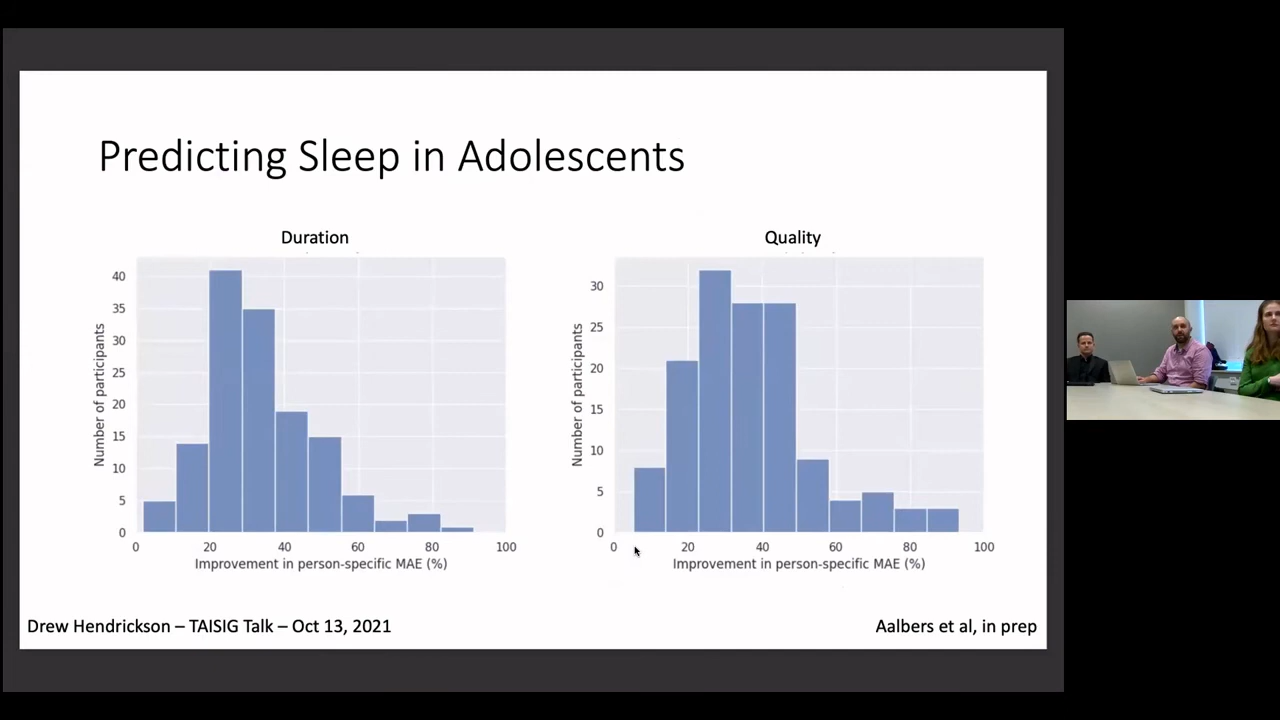 Predicting Sleep in Adolescents
Duration
Number of participants
40
35
30
25
20
15
10
5
0
0 20 40 60 80 100
Improvement in person-specific MAE (%)
Quality
Number of participants
30
25
20
15
10
5
0
0 20 40 60 80 100
Improvement in person-specific MAE (%)
Drew Hendrickson – TAISIG Talk – Oct 13, 2021
Aalbers et al, in prep